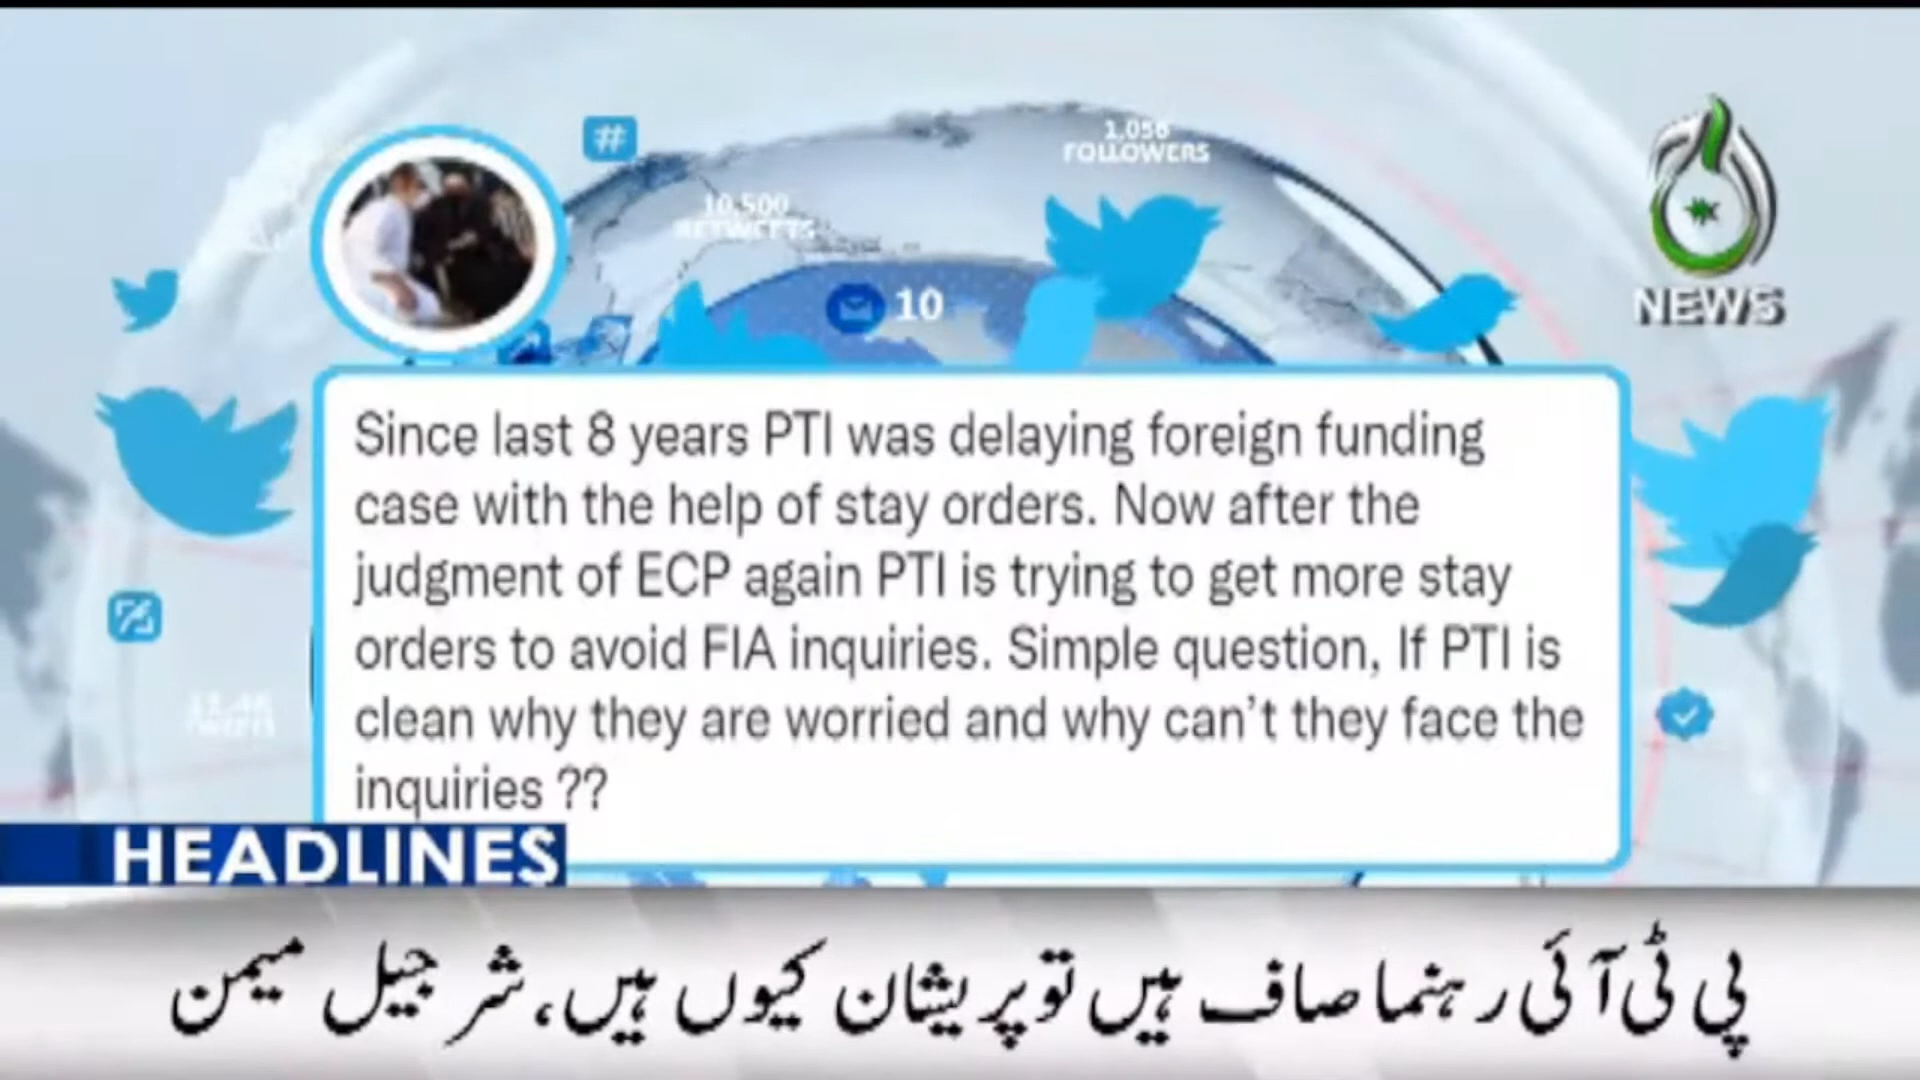 #
1,056
FOLLOWERS
10,500
RETWEETS
10
NEWS
Since last 8 years PTI was delaying foreign funding
case with the help of stay orders. Now after the
judgment of ECP again PTI is trying to get more stay
orders to avoid FIA inquiries. Simple question, If PTI is
clean why they are worried and why can’t they face the
inquiries ??
HEADLINES
پی ٹی آئی رہنما صاف ہیں تو پریشان کیوں ہیں، شرجیل میمن